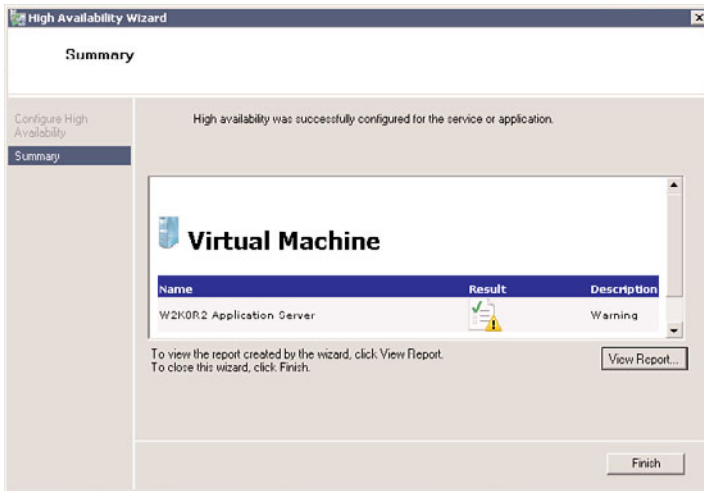 High Availability Wizard
Summary
Configure High
Availability
Summary
High availability was successfully configured for the service or application.
Virtual Machine
Name Result Description
W2K0R2 Application Server Warning
To view the report created by the wizard, click View Report.
To close this wizard, click Finish.
View Report...
Finish